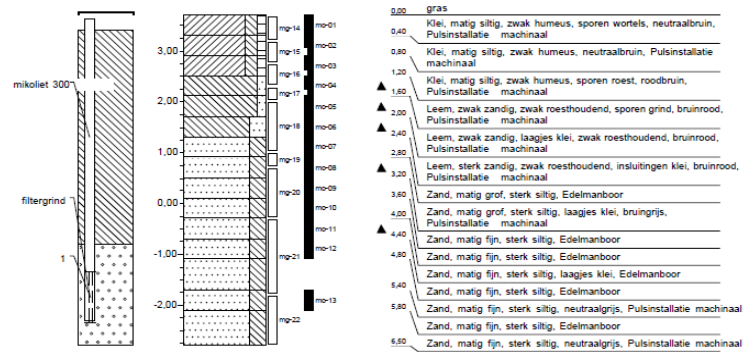 mikoliet 300
filtergrind
1
3,00
2,00
1,00
0,00
-1,00
-2,00
mg-14
mg-15
mg-16
mg-17
mg-18
mg-19
mg-20
mg-21
mg-22
mo-01
mo-02
mo-03
mo-04
mo-05
mo-06
mo-07
mo-08
mo-09
mo-10
mo-11
mo-12
mo-13
0,00
0,40
0,80
1,20
1,60
2,00
2,40
2,80
3,20
3,60
4,00
4,40
4,80
5,40
5,80
6,50
gras
Klei, matig siltig, zwak humeus, sporen wortels, neutraalbruin,
Pulsinstallatie machinaal
Klei, matig siltig, zwak humeus, neutraalbruin, Pulsinstallatie
machinaal
Klei, matig siltig, zwak humeus, sporen roest, roodbruin,
Pulsinstallatie machinaal
Leem, zwak zandig, zwak roesthoudend, sporen grind, bruinrood,
Pulsinstallatie machinaal
Leem, zwak zandig, laagjes klei, zwak roesthoudend, bruinrood,
Pulsinstallatie machinaal
Leem, sterk zandig, zwak roesthoudend, insluitingen klei, bruinrood,
Pulsinstallatie machinaal
Zand, matig grof, sterk siltig, Edelmanboor
Zand, matig grof, sterk siltig, laagjes klei, bruingrijs,
Pulsinstallatie machinaal
Zand, matig fijn, sterk siltig, Edelmanboor
Zand, matig fijn, sterk siltig, Edelmanboor
Zand, matig fijn, sterk siltig, laagjes klei, Edelmanboor
Zand, matig fijn, sterk siltig, Edelmanboor
Zand, matig fijn, sterk siltig, neutraalgrijs, Pulsinstallatie machinaal
Zand, matig fijn, sterk siltig, Edelmanboor
Zand, matig fijn, sterk siltig, neutraalgrijs, Pulsinstallatie machinaal